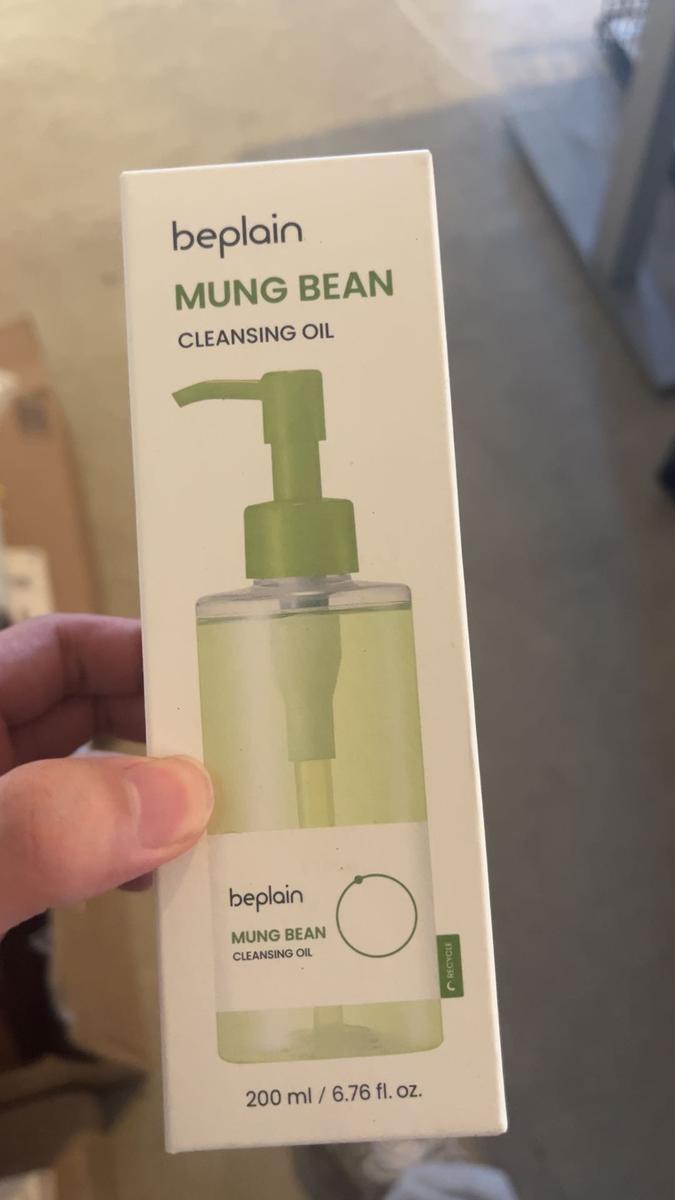 beplain
MUNG BEAN
CLEANSING OIL
beplain
MUNG BEAN
CLEANSING OIL
RECYCLE
200 ml / 6.76 fl. oz.